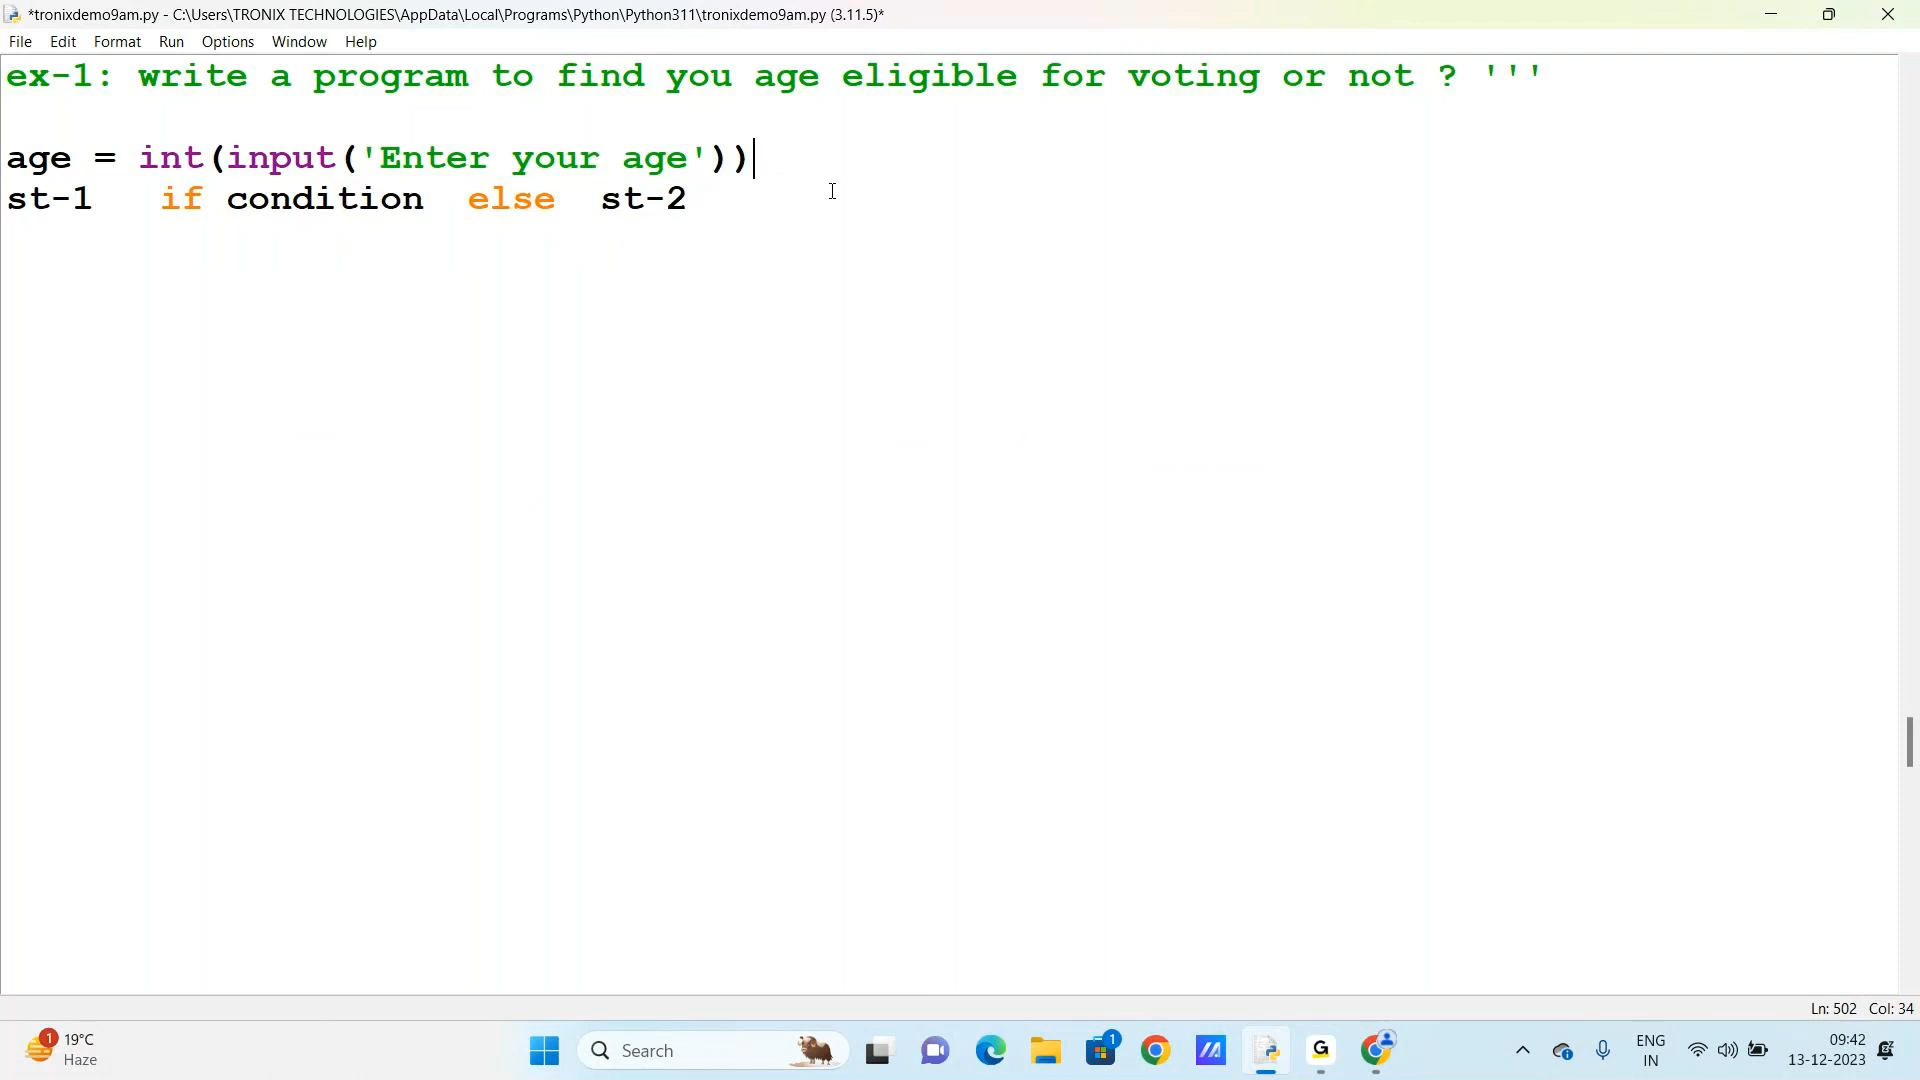 *tronixdemo9am.py - C:\Users\TRONIX TECHNOLOGIES\AppData\Local\Programs\Python\Python311\tronixdemo9am.py (3.11.5)*
File Edit Format Run Options Window Help
ex-1: write a program to find you age eligible for voting or not ? '''
age = int(input('Enter your age'))
st-1 if condition else st-2
Ln: 502 Col: 34
1
19°C
Haze
Search
1
G
ENG
IN
09:42
13-12-2023